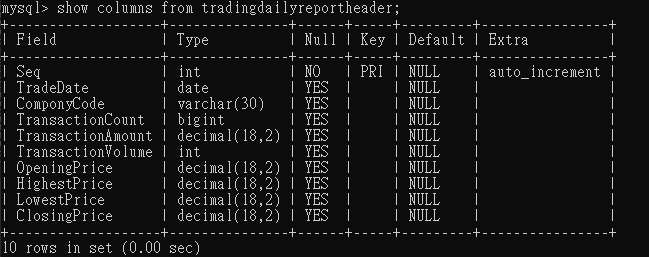 mysql> show columns from tradingdailyreportheader;
+-------------------+---------------+------+-----+---------+----------------+
| Field             | Type          | Null | Key | Default | Extra          |
+-------------------+---------------+------+-----+---------+----------------+
| Seq               | int           | NO   | PRI | NULL    | auto_increment |
| TradeDate         | date          | YES  |     | NULL    |                |
| ComponyCode       | varchar(30)   | YES  |     | NULL    |                |
| TransactionCount  | bigint        | YES  |     | NULL    |                |
| TransactionAmount | decimal(18,2) | YES  |     | NULL    |                |
| TransactionVolume | int           | YES  |     | NULL    |                |
| OpeningPrice      | decimal(18,2) | YES  |     | NULL    |                |
| HighestPrice      | decimal(18,2) | YES  |     | NULL    |                |
| LowestPrice       | decimal(18,2) | YES  |     | NULL    |                |
| ClosingPrice      | decimal(18,2) | YES  |     | NULL    |                |
+-------------------+---------------+------+-----+---------+----------------+
10 rows in set (0.00 sec)